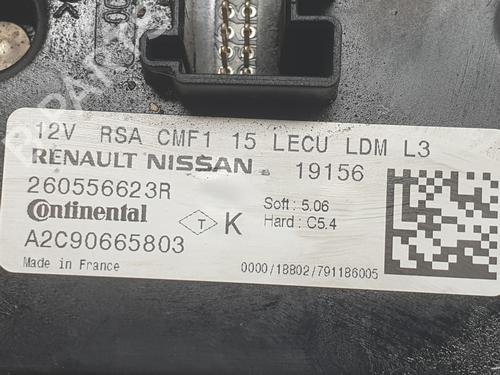 12V RSA CMF1 15 LECU LDM L3
RENAULT NISSAN 19156
260556623R
Soft : 5.06
Continental
T K
Hard : C5.4
A2C90665803
Made in France
0000/18B02/791186005